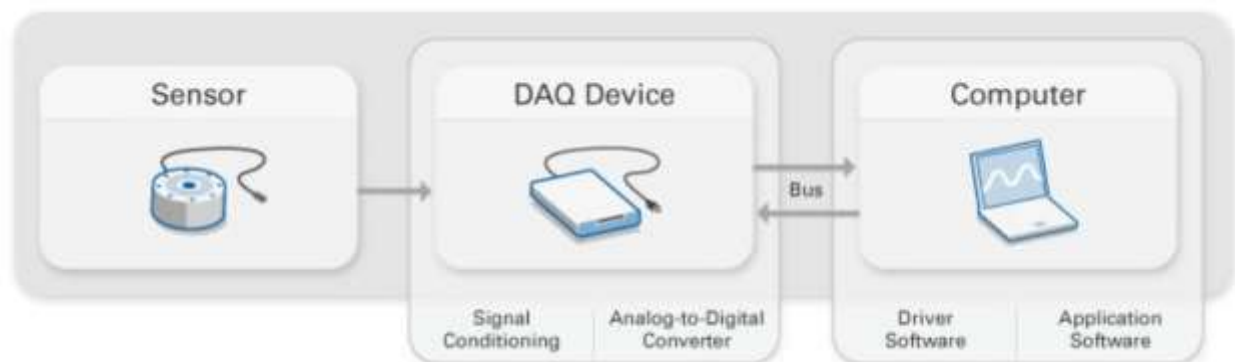 Sensor
DAQ Device
Computer
Bus
Signal
Conditioning
Analog-to-Digital
Converter
Driver
Software
Application
Software